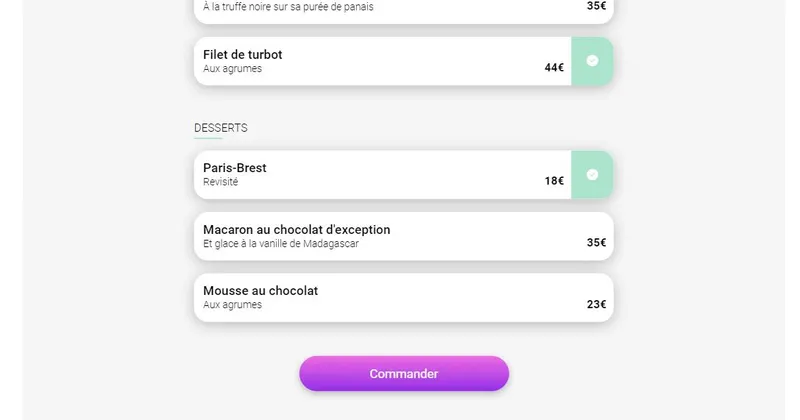 À la truffe noire sur sa purée de panais
35€
Filet de turbot
Aux agrumes
44€
DESSERTS
Paris-Brest
Revisité
18€
Macaron au chocolat d'exception
Et glace à la vanille de Madagascar
35€
Mousse au chocolat
Aux agrumes
23€
Commander